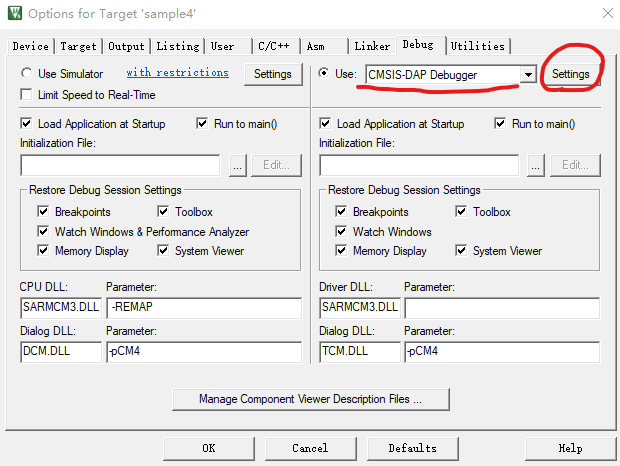 Options for Target 'sample4'
Device Target Output Listing User C/C++ Asm Linker Debug Utilities
Use Simulator with restrictions Settings
Limit Speed to Real-Time
Load Application at Startup Run to main()
Initialization File:
... Edit...
Restore Debug Session Settings
Breakpoints Toolbox
Watch Windows & Performance Analyzer
Memory Display System Viewer
CPU DLL: Parameter:
SARMCM3.DLL -REMAP
Dialog DLL: Parameter:
DCM.DLL -pCM4
Use: CMSIS-DAP Debugger Settings
Load Application at Startup Run to main()
Initialization File:
... Edit...
Restore Debug Session Settings
Breakpoints Toolbox
Watch Windows
Memory Display System Viewer
Driver DLL: Parameter:
SARMCM3.DLL
Dialog DLL: Parameter:
TCM.DLL -pCM4
Manage Component Viewer Description Files ...
OK Cancel Defaults Help